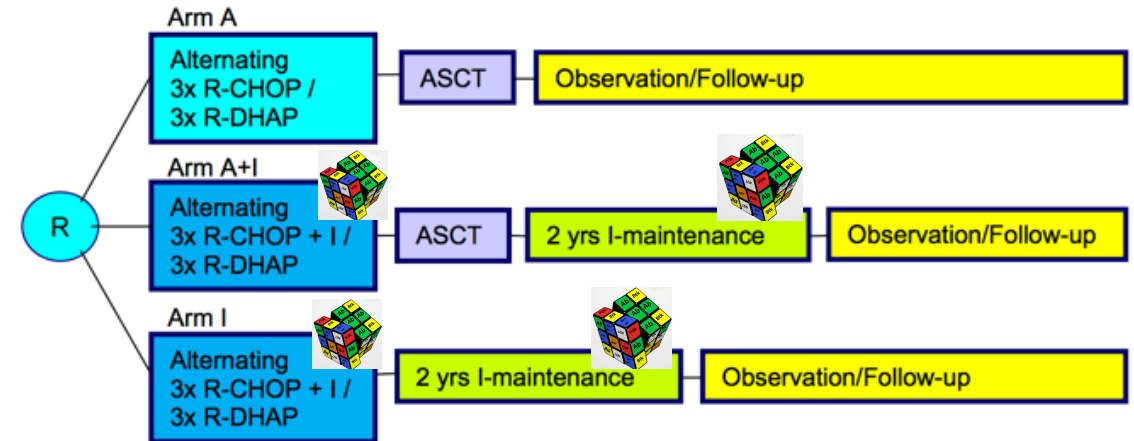 Arm A
Alternating
3x R-CHOP /
3x R-DHAP
ASCT
Observation/Follow-up
R
Arm A+I
Alternating
3x R-CHOP + I /
3x R-DHAP
ASCT
2 yrs I-maintenance
Observation/Follow-up
Arm I
Alternating
3x R-CHOP + I /
3x R-DHAP
2 yrs I-maintenance
Observation/Follow-up